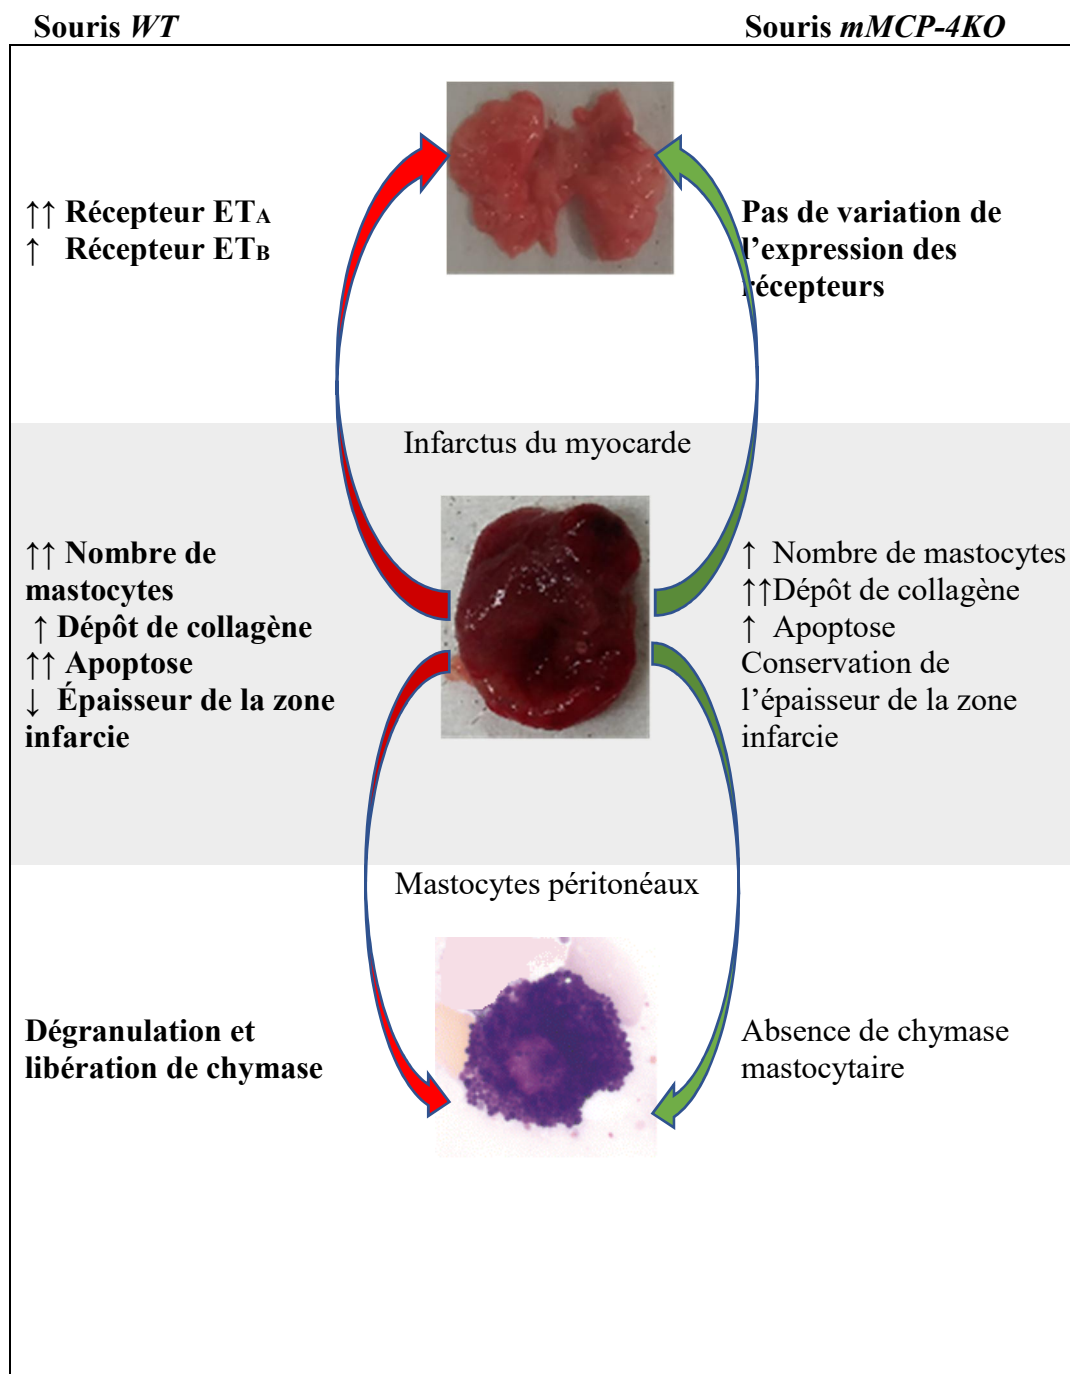 Souris WT
Souris mMCP-4KO
↑↑ Récepteur ETA
↑ Récepteur ETB
Pas de variation de
l’expression des
récepteurs
Infarctus du myocarde
↑↑ Nombre de
mastocytes
↑ Dépôt de collagène
↑↑ Apoptose
↓ Épaisseur de la zone
infarcie
↑ Nombre de mastocytes
↑↑Dépôt de collagène
↑ Apoptose
Conservation de
l’épaisseur de la zone
infarcie
Mastocytes péritonéaux
Dégranulation et
libération de chymase
Absence de chymase
mastocytaire